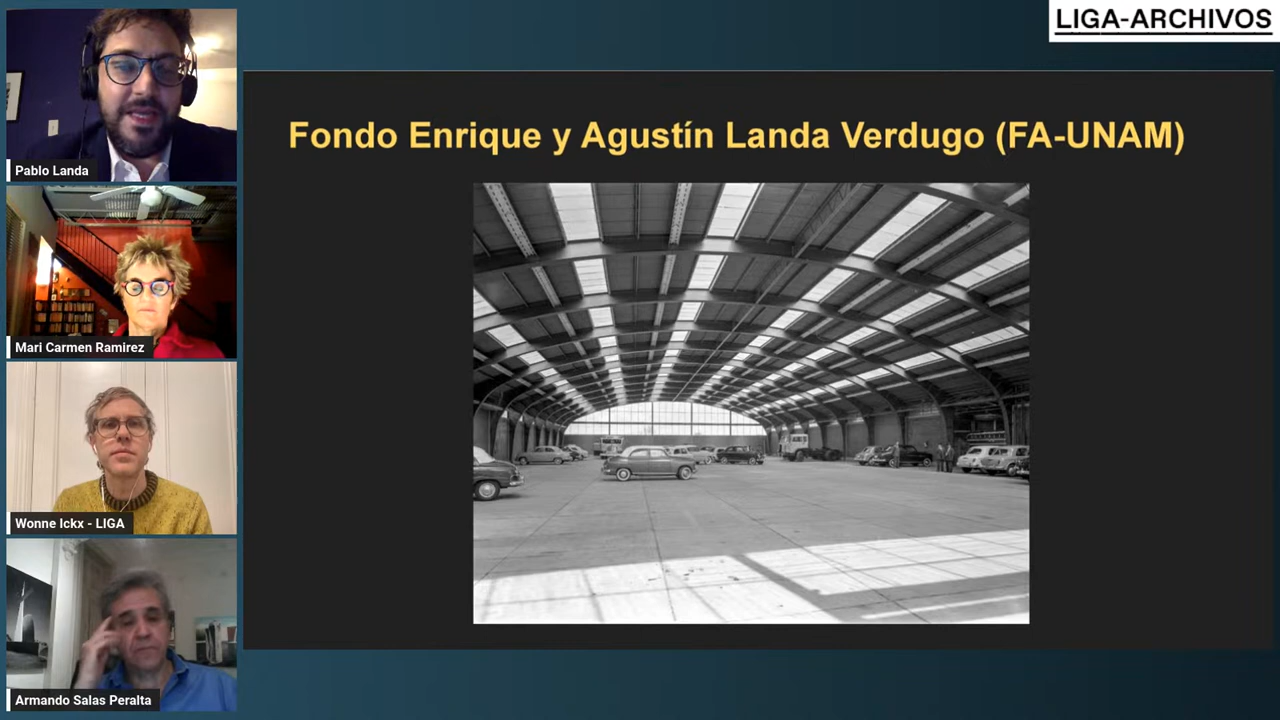 LIGA-ARCHIVOS
Fondo Enrique y Agustín Landa Verdugo (FA-UNAM)
Pablo Landa
Mari Carmen Ramirez
Wonne Ickx - LIGA
Armando Salas Peralta